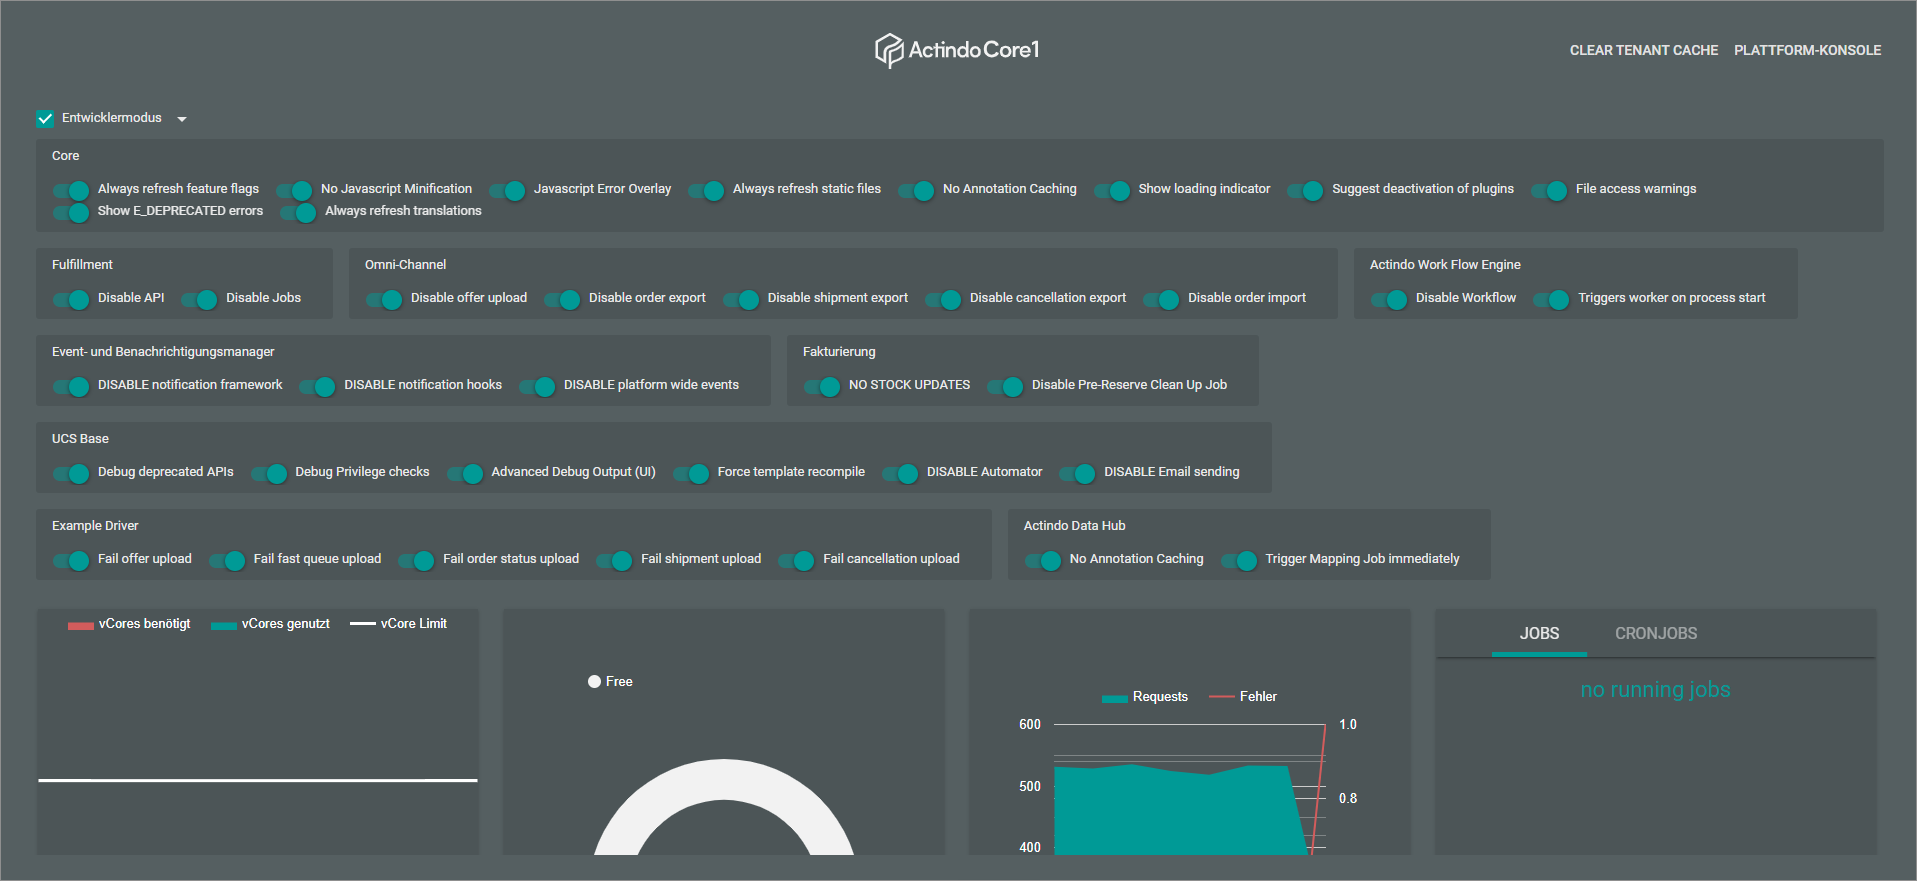 Actindo Core1
CLEAR TENANT CACHE PLATTFORM-KONSOLE
Entwicklermodus
Core
Always refresh feature flags No Javascript Minification Javascript Error Overlay Always refresh static files No Annotation Caching Show loading indicator Suggest deactivation of plugins File access warnings
Show E_DEPRECATED errors Always refresh translations
Fulfillment
Disable API Disable Jobs
Omni-Channel
Disable offer upload Disable order export Disable shipment export Disable cancellation export Disable order import
Actindo Work Flow Engine
Disable Workflow Triggers worker on process start
Event- und Benachrichtigungsmanager
DISABLE notification framework DISABLE notification hooks DISABLE platform wide events
Fakturierung
NO STOCK UPDATES Disable Pre-Reserve Clean Up Job
UCS Base
Debug deprecated APIs Debug Privilege checks Advanced Debug Output (UI) Force template recompile DISABLE Automator DISABLE Email sending
Example Driver
Fail offer upload Fail fast queue upload Fail order status upload Fail shipment upload Fail cancellation upload
Actindo Data Hub
No Annotation Caching Trigger Mapping Job immediately
vCores benötigt vCores genutzt vCore Limit
Free
Requests Fehler
600 1.0
500
0.8
400
JOBS CRONJOBS
no running jobs